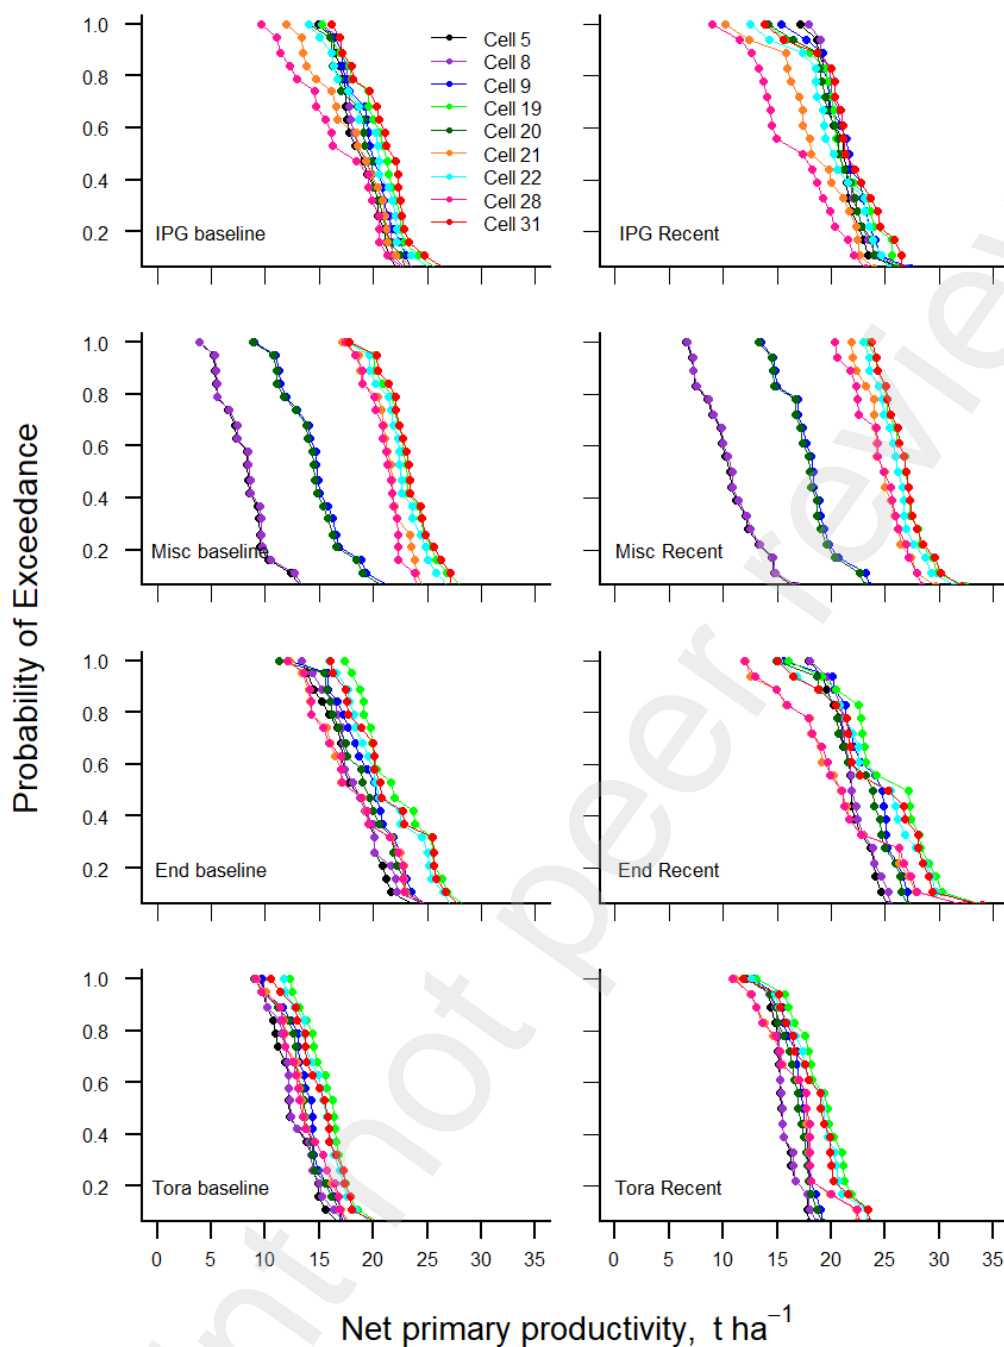 1.0
0.8
0.6
0.4
0.2
IPG baseline
Cell 5
Cell 8
Cell 9
Cell 19
Cell 20
Cell 21
Cell 22
Cell 28
Cell 31
IPG Recent
1.0
0.8
0.6
0.4
0.2
Misc baseline
Misc Recent
1.0
0.8
0.6
0.4
0.2
End baseline
End Recent
1.0
0.8
0.6
0.4
0.2
Tora baseline
Tora Recent
0 5 10 15 20 25 30 35
0 5 10 15 20 25 30 35
Probability of Exceedance
Net primary productivity, t ha⁻¹
int not peer review